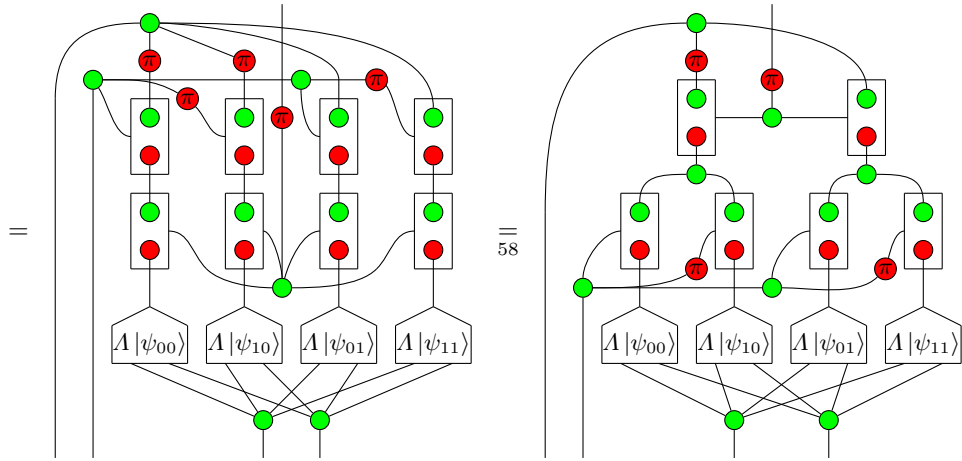 π π π
π π π
= = 58
π π
Λ|ψ00⟩ Λ|ψ10⟩ Λ|ψ01⟩ Λ|ψ11⟩ Λ|ψ00⟩ Λ|ψ10⟩ Λ|ψ01⟩ Λ|ψ11⟩